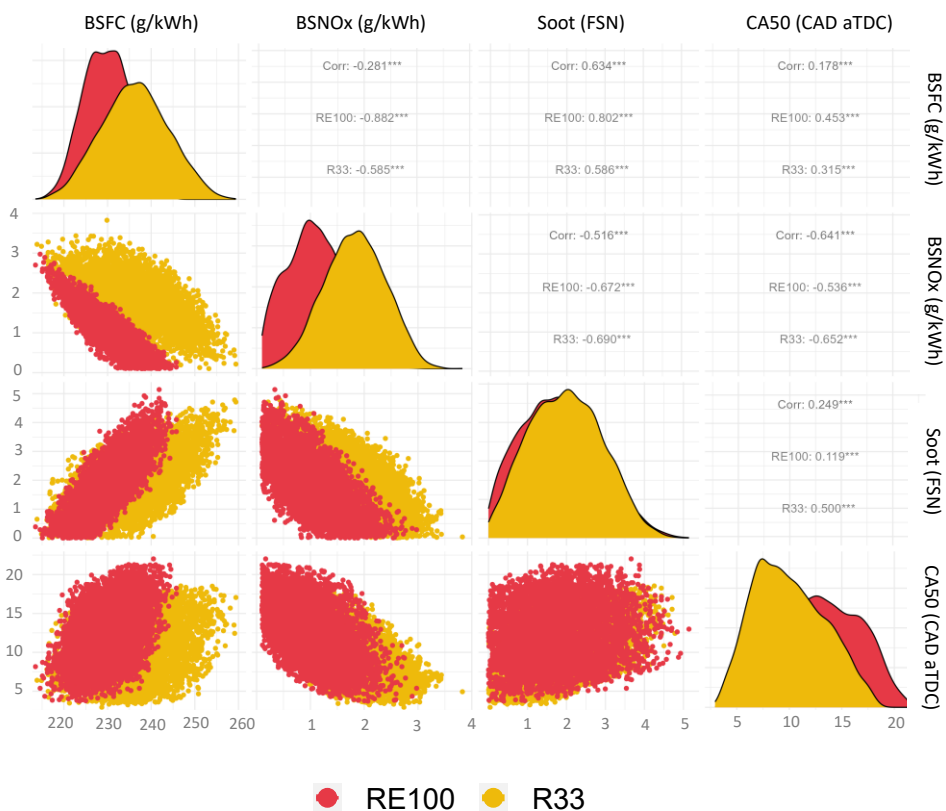 BSFC (g/kWh) BSNOx (g/kWh) Soot (FSN) CA50 (CAD aTDC)
Corr: -0.281*** Corr: 0.634*** Corr: 0.178***
RE100: -0.882*** RE100: 0.802*** RE100: 0.453***
R33: -0.585*** R33: 0.586*** R33: 0.315***
BSFC (g/kWh)
4
3
2
1
0
Corr: -0.516*** Corr: -0.641***
RE100: -0.672*** RE100: -0.536***
R33: -0.690*** R33: -0.652***
BSNOx (g/kWh)
5
4
3
2
1
0
Corr: 0.249***
RE100: 0.119***
R33: 0.500***
Soot (FSN)
20
15
10
5
CA50 (CAD aTDC)
220 230 240 250 260 1 2 3 4 1 2 3 4 5 5 10 15 20
RE100 R33